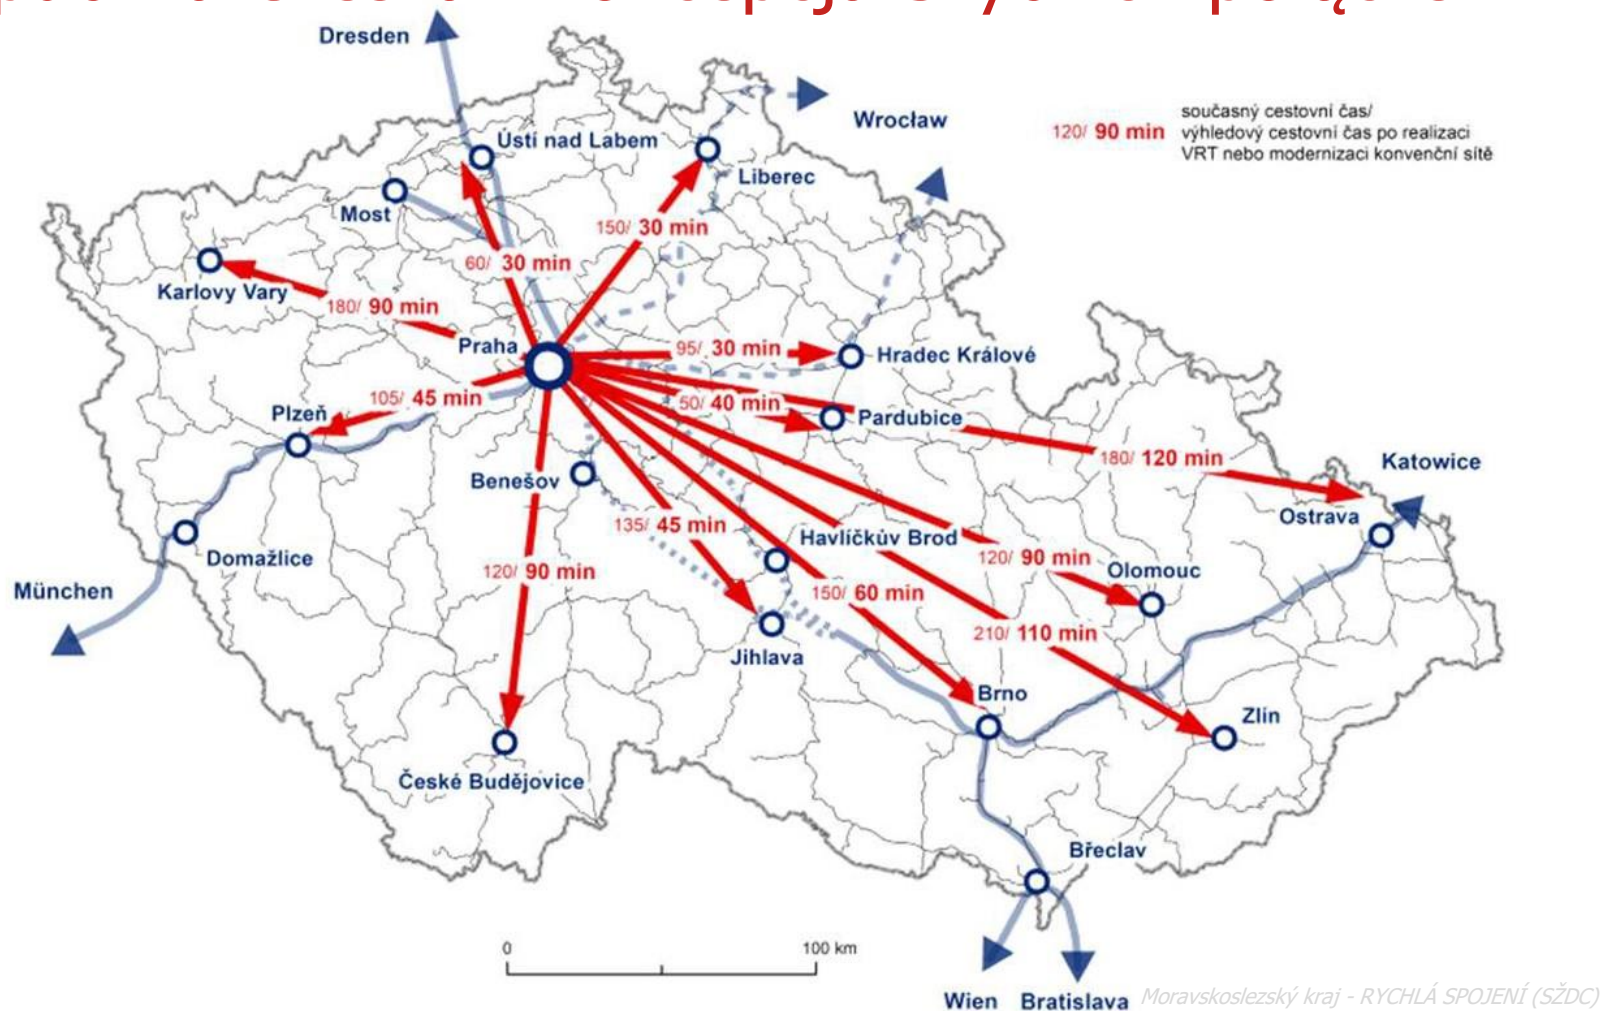 Dresden
Wrocław
120/ 90 min
současný cestovní čas/
výhledový cestovní čas po realizaci
VRT nebo modernizaci konvenční sítě
Ústí nad Labem
Liberec
Most
150/ 30 min
60/ 30 min
Karlovy Vary
180/ 90 min
Praha
95/ 30 min
Hradec Králové
105/ 45 min
50/ 40 min
Plzeň
Pardubice
180/ 120 min
Katowice
Benešov
Ostrava
135/ 45 min
Havlíčkův Brod
120/ 90 min
Domažlice
120/ 90 min
Olomouc
München
150/ 60 min
210/ 110 min
Jihlava
Brno
Zlín
České Budějovice
Břeclav
0
100 km
Wien
Bratislava
Moravskoslezský kraj - RYCHLÁ SPOJENÍ (SŽDC)